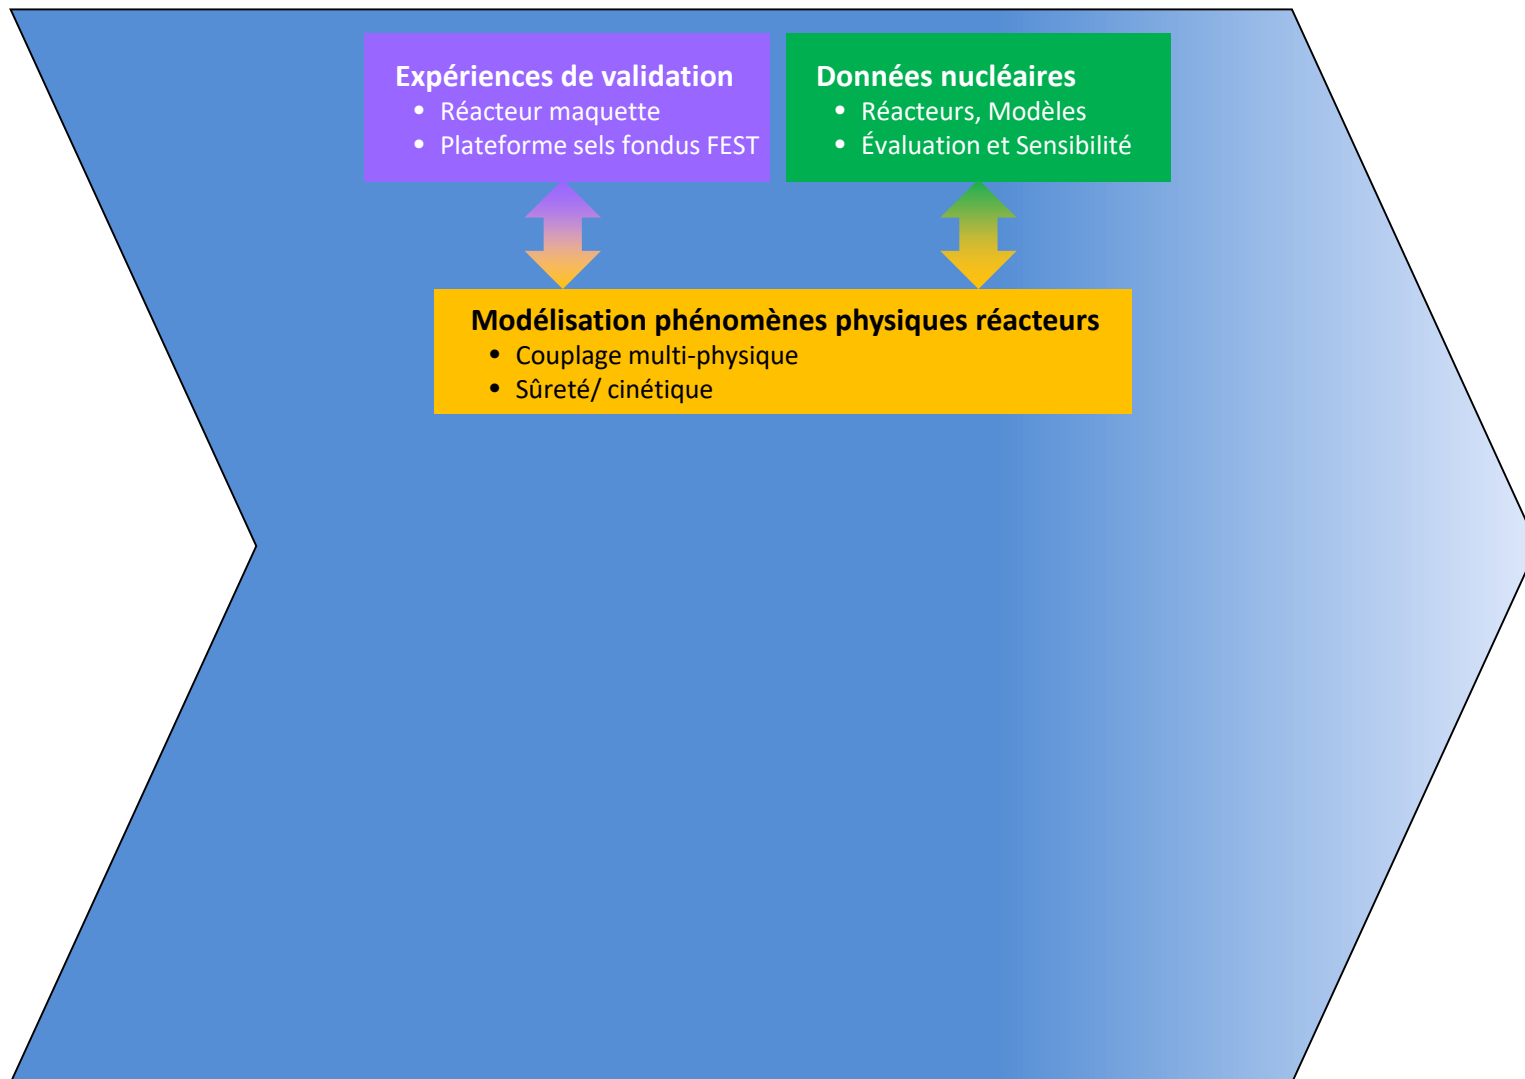 Expériences de validation
• Réacteur maquette
• Plateforme sels fondus FEST
Données nucléaires
• Réacteurs, Modèles
• Évaluation et Sensibilité
Modélisation phénomènes physiques réacteurs
• Couplage multi-physique
• Sûreté/ cinétique